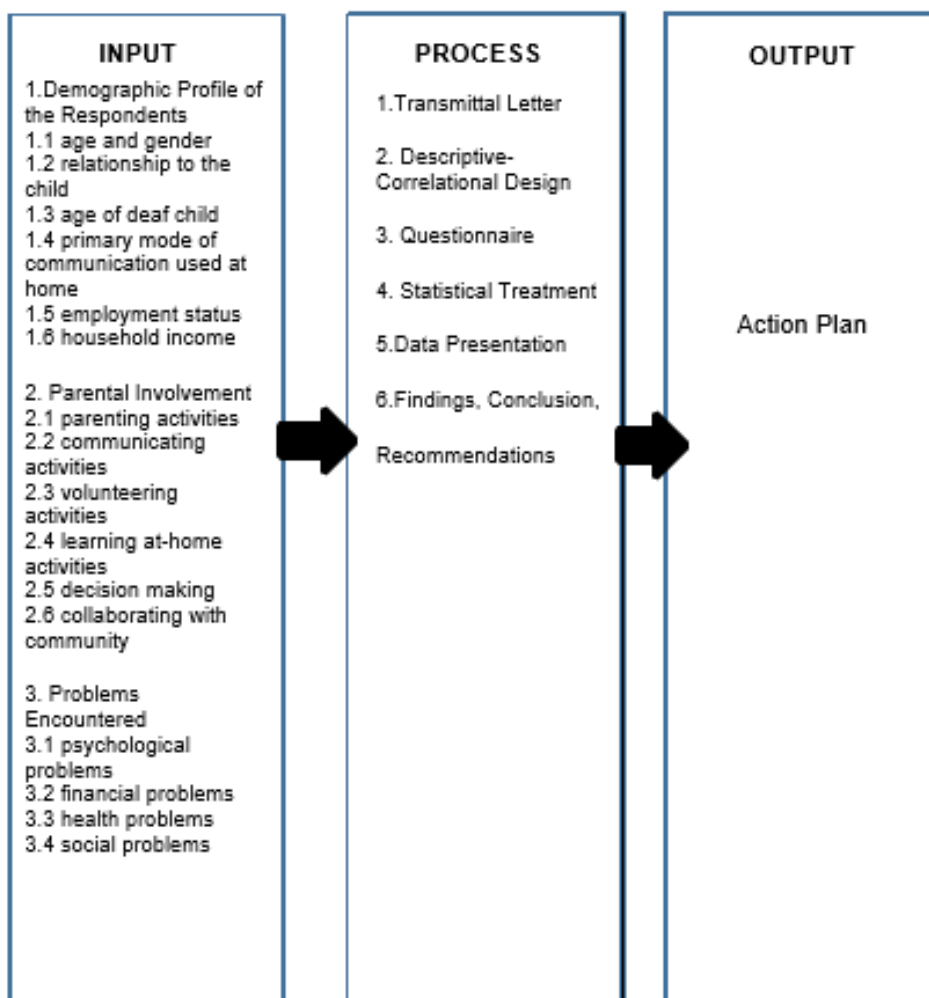 INPUT
1.Demographic Profile of
the Respondents
1.1 age and gender
1.2 relationship to the
child
1.3 age of deaf child
1.4 primary mode of
communication used at
home
1.5 employment status
1.6 household income
2. Parental Involvement
2.1 parenting activities
2.2 communicating
activities
2.3 volunteering
activities
2.4 learning at-home
activities
2.5 decision making
2.6 collaborating with
community
3. Problems
Encountered
3.1 psychological
problems
3.2 financial problems
3.3 health problems
3.4 social problems
PROCESS
1.Transmittal Letter
2. Descriptive-
Correlational Design
3. Questionnaire
4. Statistical Treatment
5.Data Presentation
6.Findings, Conclusion,
Recommendations
OUTPUT
Action Plan